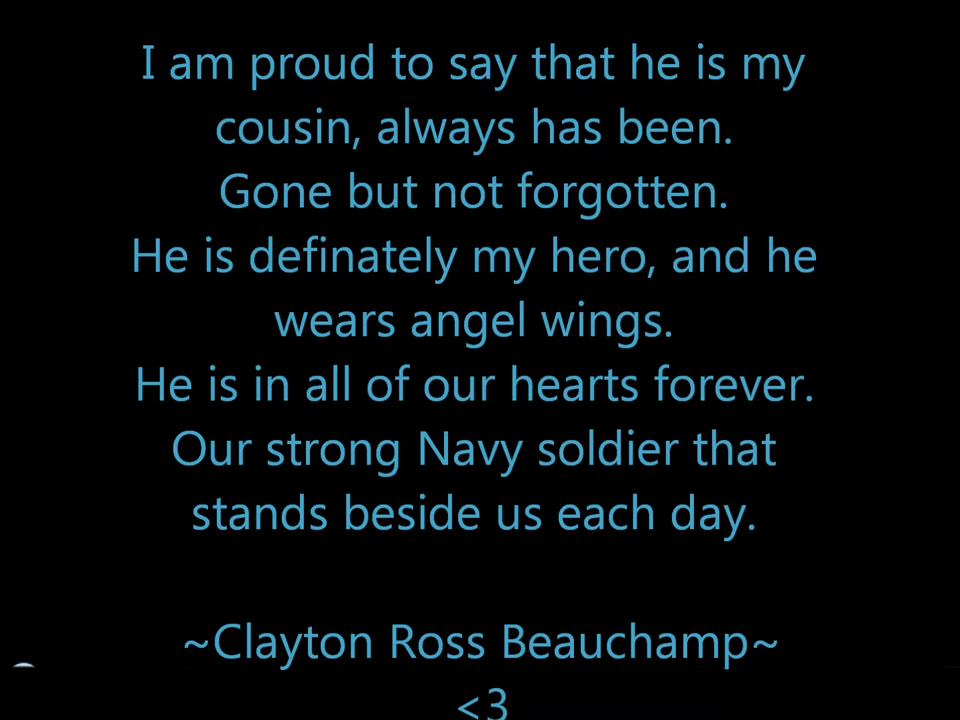 I am proud to say that he is my
cousin, always has been.
Gone but not forgotten.
He is definately my hero, and he
wears angel wings.
He is in all of our hearts forever.
Our strong Navy soldier that
stands beside us each day.
~Clayton Ross Beauchamp~
<3